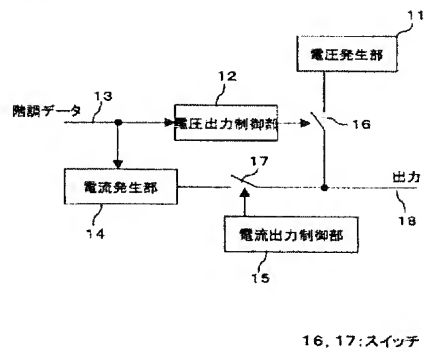 11
電圧発生部
12
階調データ 13
電圧出力制御部
16
17
電流発生部
出力
14
18
電流出力制御部
15
16, 17:スイッチ